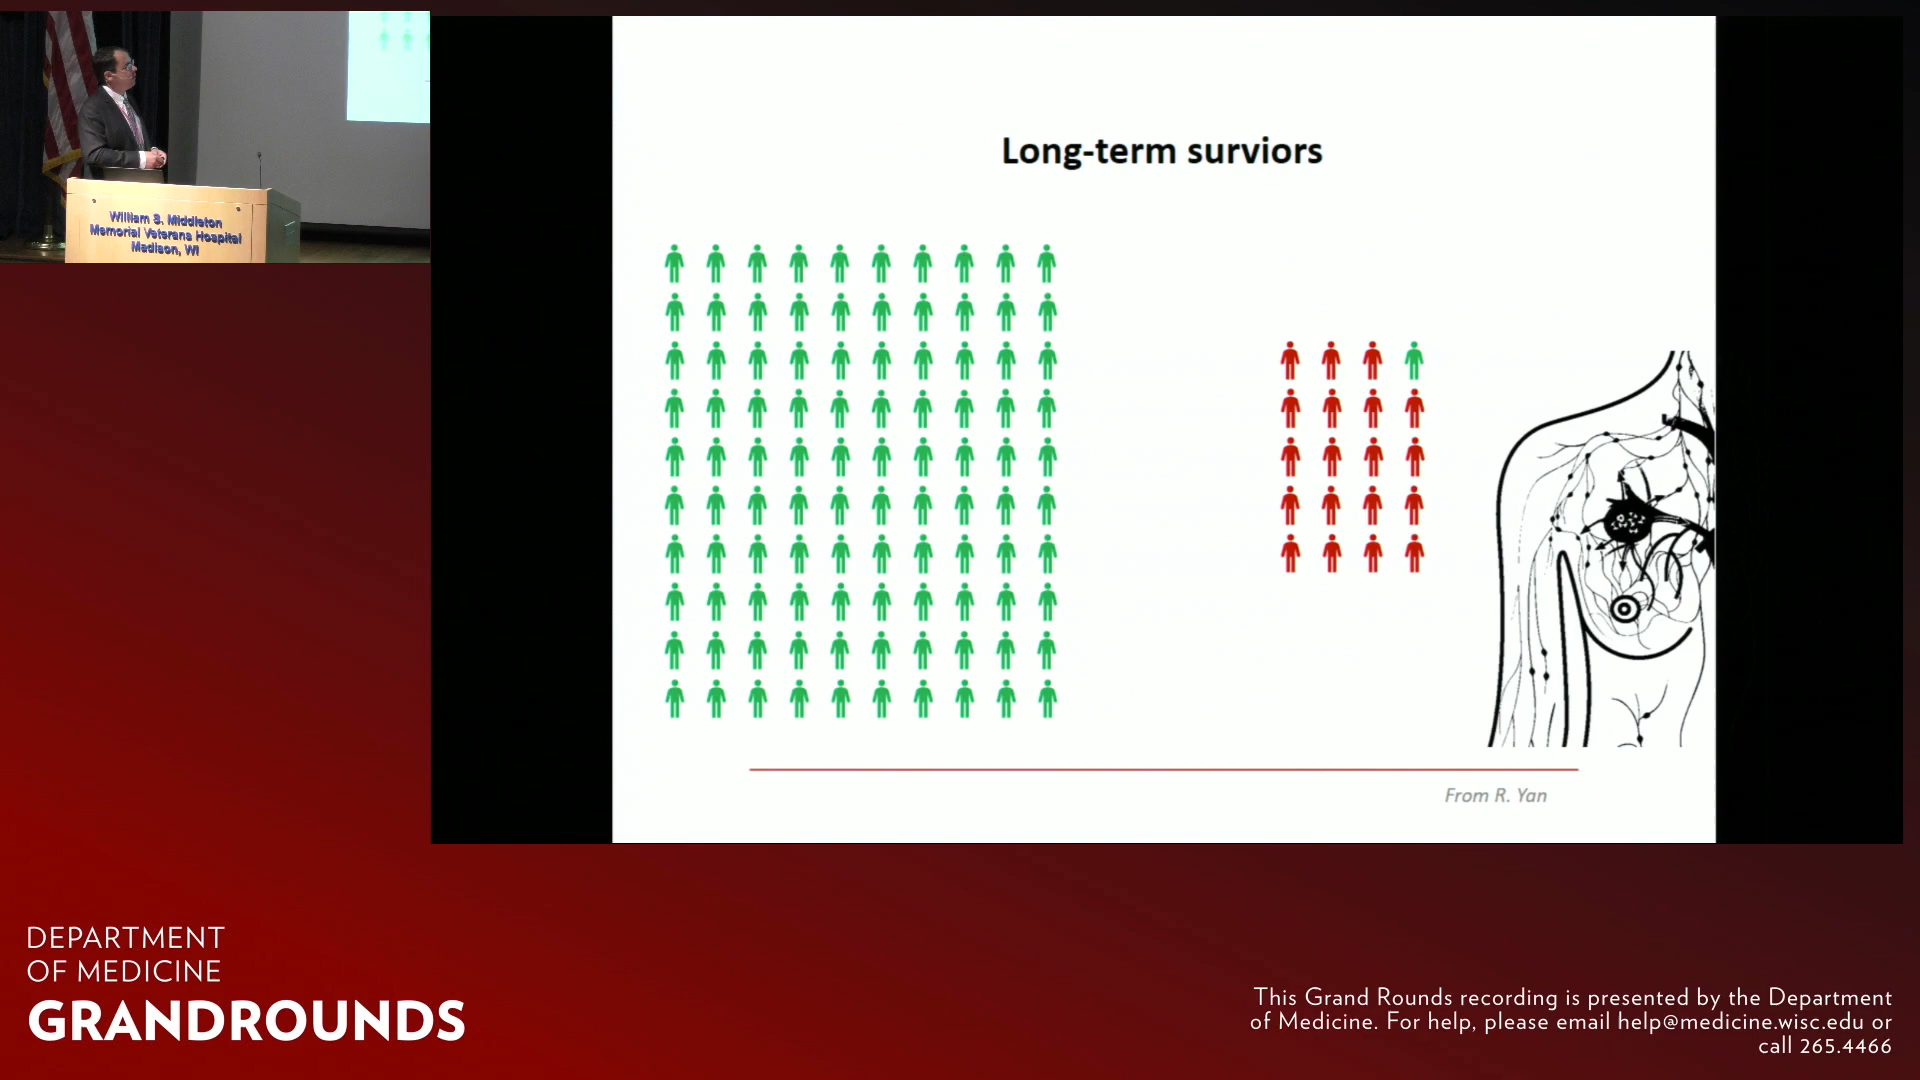 William S. Middleton
Memorial Veterans Hospital
Madison, WI
Long-term surviors
From R. Yan
DEPARTMENT
OF MEDICINE
GRANDROUNDS
This Grand Rounds recording is presented by the Department
of Medicine. For help, please email help@medicine.wisc.edu or
call 265.4466